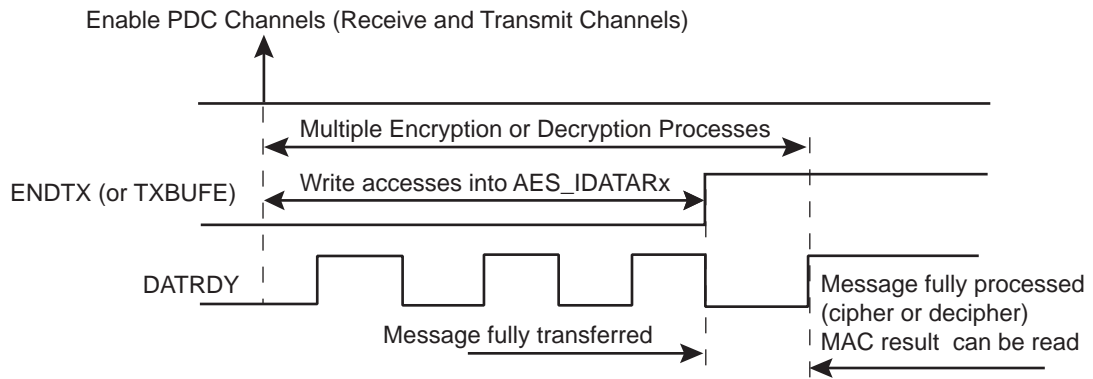 Enable PDC Channels (Receive and Transmit Channels)
Multiple Encryption or Decryption Processes
ENDTX (or TXBUFE)
Write accesses into AES_IDATARx
DATRDY
Message fully transferred
Message fully processed
(cipher or decipher)
MAC result can be read